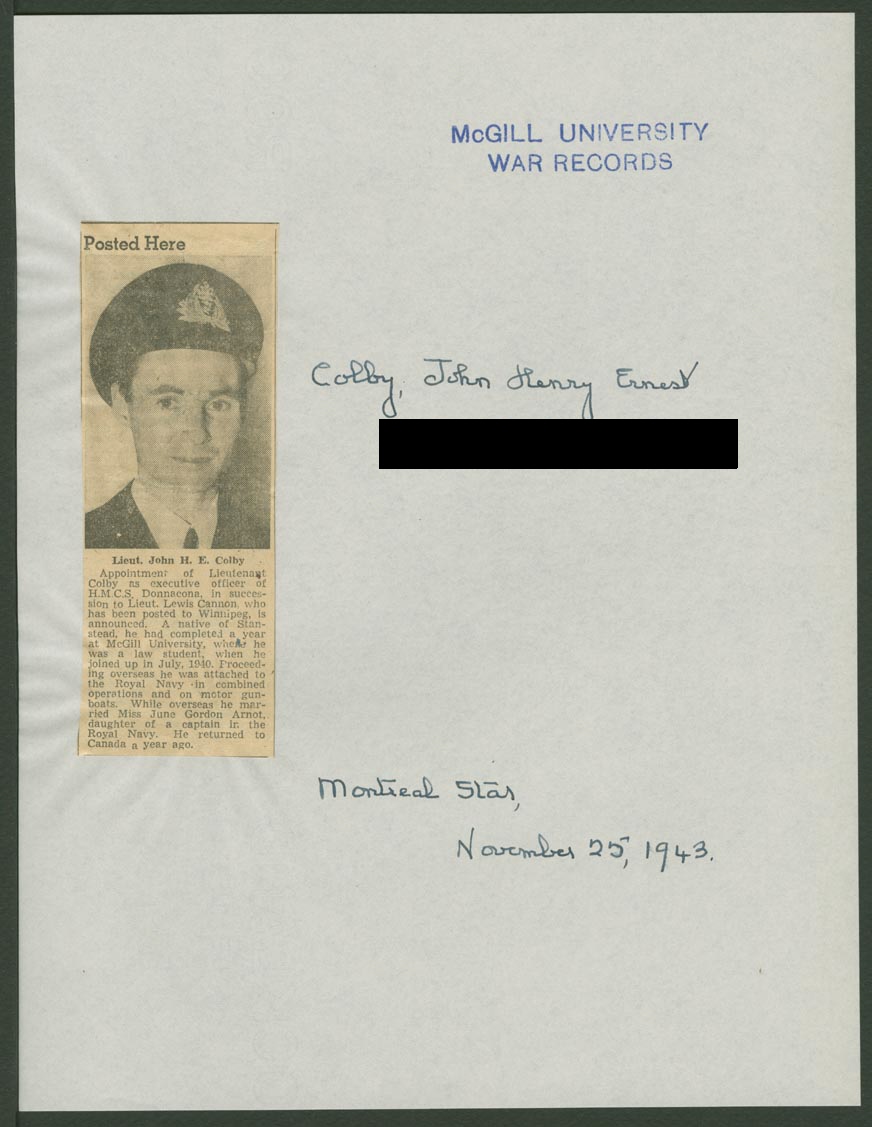 McGILL UNIVERSITY
WAR RECORDS
Posted Here
Colby, John Henry Ernest
Lieut. John H. E. Colby
Appointment of Lieutenant
Colby as executive officer of
H.M.C.S. Donnacona, in succes-
sion to Lieut. Lewis Cannon, who
has been posted to Winnipeg, is
announced. A native of Stan-
stead, he had completed a year
at McGill University, where he
was a law student, when he
joined up in July, 1940. Proceed-
ing overseas he was attached to
the Royal Navy in combined
operations and on motor gun-
boats. While overseas he mar-
ried Miss June Gordon Arnot,
daughter of a captain in the
Royal Navy. He returned to
Canada a year ago.
Montreal Star,
November 25, 1943.